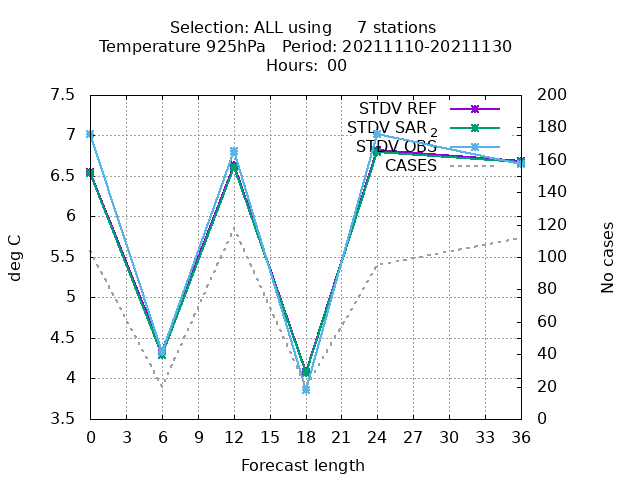 Selection: ALL using     7 stations
Temperature 925hPa   Period: 20211110-20211130
Hours:  00
7.5
7
6.5
6
5.5
5
4.5
4
3.5
deg C
STDV REF
STDV SAR 2
STDV OBS
CASES
200
180
160
140
120
100
80
60
40
20
0
No cases
0 3 6 9 12 15 18 21 24 27 30 33 36
Forecast length